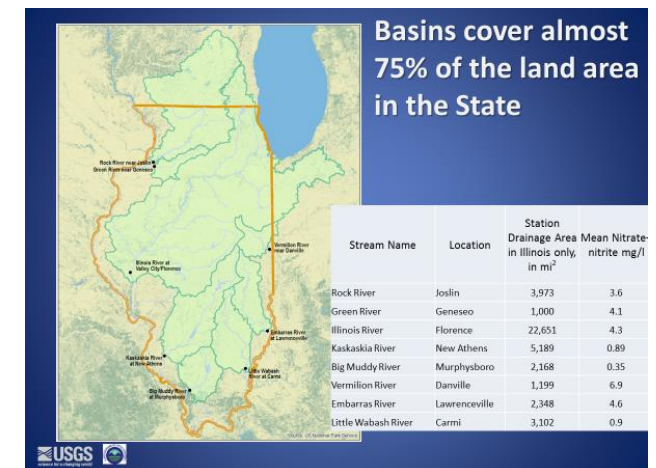 Basins cover almost
75% of the land area
in the State
Rock River near Joslin
Green River near Geneseo
Illinois River at
Valley City/Florence
Vermilion River
near Danville
Embarras River
at Lawrenceville
Kaskaskia River
at New Athens
Little Wabash
River at Carmi
Big Muddy River
at Murphysboro
Stream Name Location Station Drainage Area in Illinois only, in mi² Mean Nitrate-nitrite mg/l
Rock River Joslin 3,973 3.6
Green River Geneseo 1,000 4.1
Illinois River Florence 22,651 4.3
Kaskaskia River New Athens 5,189 0.89
Big Muddy River Murphysboro 2,168 0.35
Vermilion River Danville 1,199 6.9
Embarras River Lawrenceville 2,348 4.6
Little Wabash River Carmi 3,102 0.9
USGS
science for a changing world